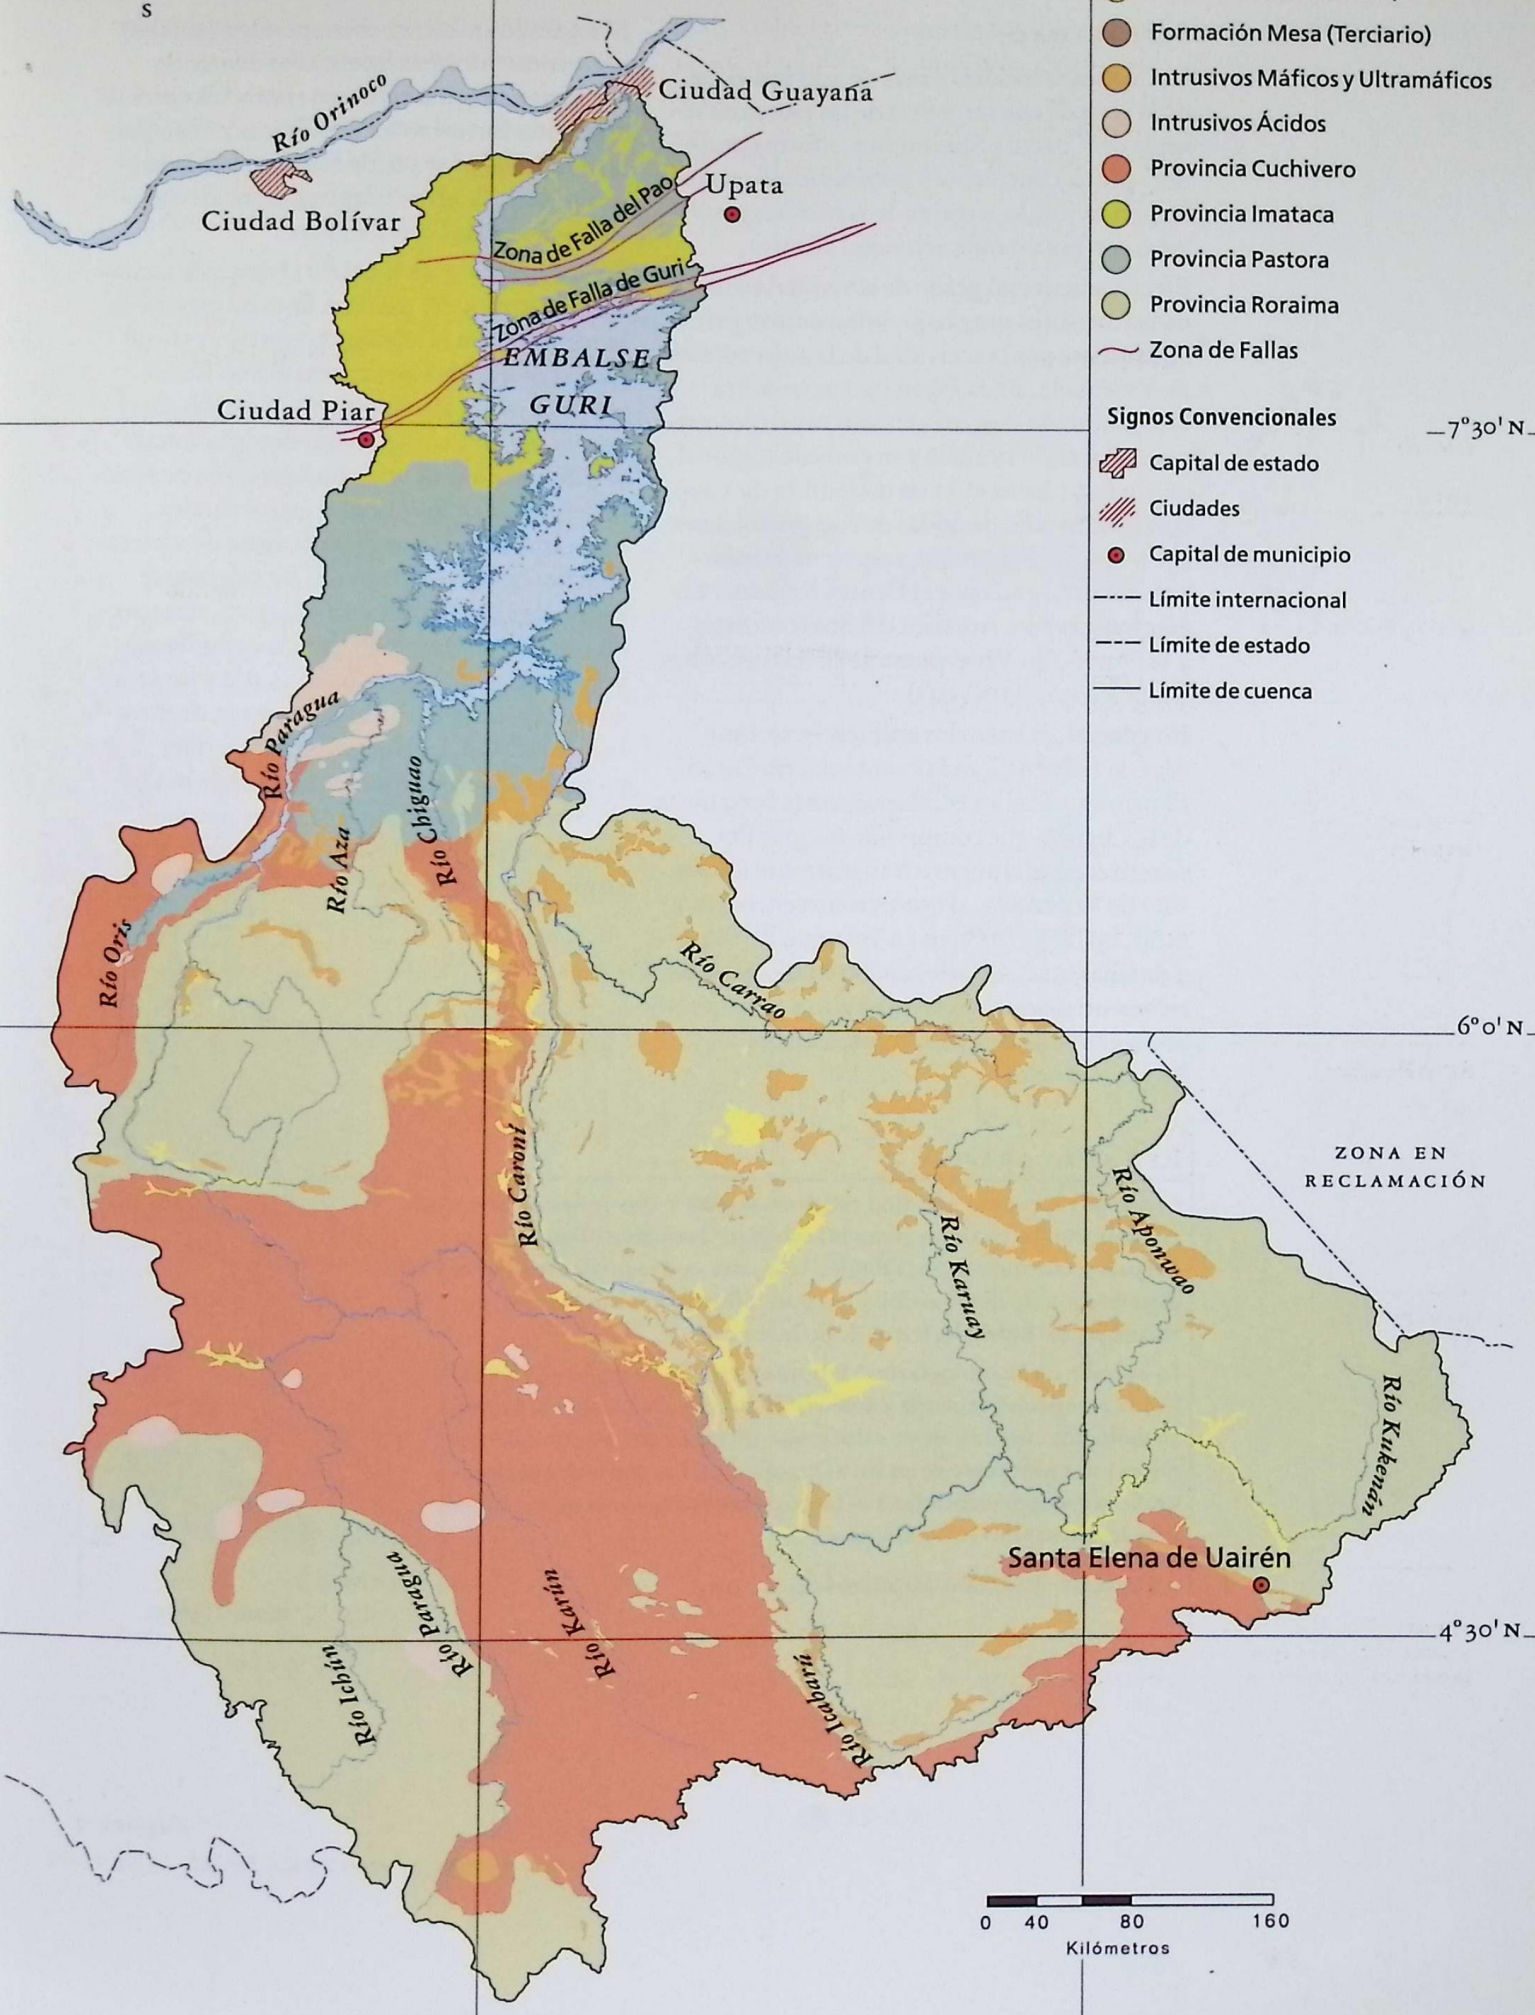 S
Formación Mesa (Terciario)
Intrusivos Máficos y Ultramáficos
Intrusivos Ácidos
Provincia Cuchivero
Provincia Imataca
Provincia Pastora
Provincia Roraima
Zona de Fallas
Signos Convencionales
Capital de estado
Ciudades
Capital de municipio
Límite internacional
Límite de estado
Límite de cuenca
Río Orinoco
Ciudad Guayana
Ciudad Bolívar
Upata
Zona de Falla del Pao
Zona de Falla de Guri
EMBALSE
GURI
Ciudad Piar
7°30' N
Río Paragua
Río Aza
Río Chiguao
Río Oris
Río Carrao
6°0' N
ZONA EN
RECLAMACIÓN
Río Caroní
Río Karuay
Río Aponwao
Río Kukenán
Santa Elena de Uairén
4°30' N
Río Ichún
Río Paragua
Río
Río Karún
Río
Río Icabarú
Río
0 40 80 160
Kilómetros